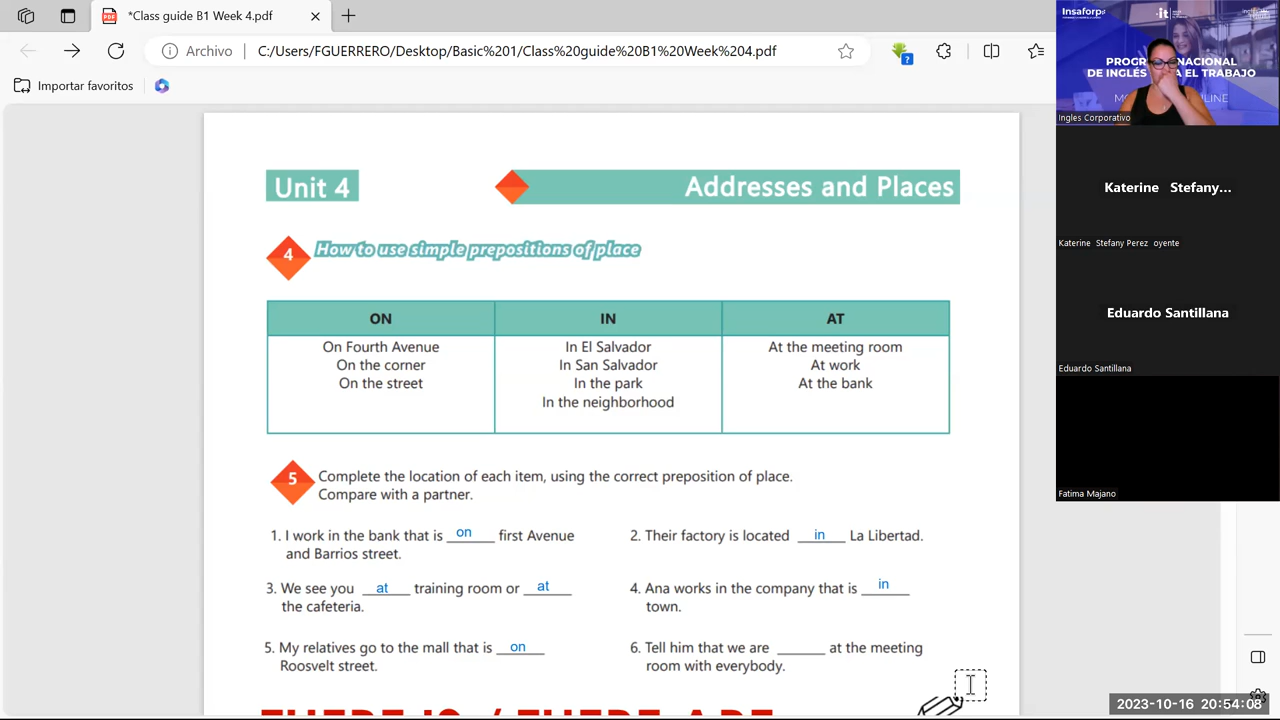 *Class guide B1 Week 4.pdf
Archivo
C:/Users/FGUERRERO/Desktop/Basic%201/Class%20guide%20B1%20Week%204.pdf
Importar favoritos
Unit 4
Addresses and Places
4
How to use simple prepositions of place
ON
IN
AT
On Fourth Avenue
On the corner
On the street
In El Salvador
In San Salvador
In the park
In the neighborhood
At the meeting room
At work
At the bank
5
Complete the location of each item, using the correct preposition of place.
Compare with a partner.
1. I work in the bank that is on first Avenue
and Barrios street.
2. Their factory is located in La Libertad.
3. We see you at training room or at
the cafeteria.
4. Ana works in the company that is in
town.
5. My relatives go to the mall that is on
Roosvelt street.
6. Tell him that we are ______ at the meeting
room with everybody.
THERE IS / THERE ARE
Insaforp
Ingles Corporativo
Katerine Stefany...
Katerine Stefany Perez oyente
Eduardo Santillana
Eduardo Santillana
Fatima Majano
2023-10-16 20:54:08